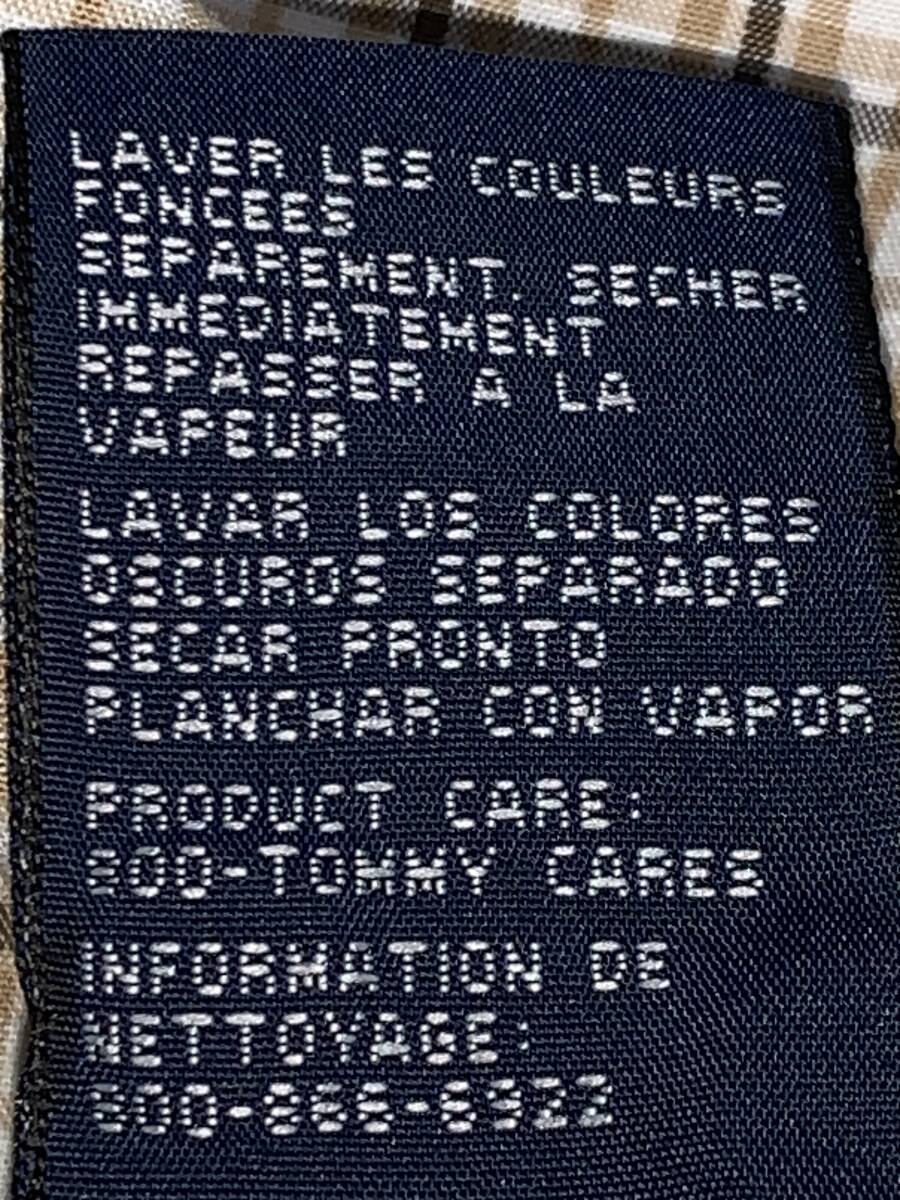 LAVER LES COULEURS
FONCEES
SEPAREMENT. SECHER
IMMEDIATEMENT
REPASSER A LA
VAPEUR
LAVAR LOS COLORES
OSCUROS SEPARADO
SECAR PRONTO
PLANCHAR CON VAPOR
PRODUCT CARE:
800-TOMMY CARES
INFORMATION DE
NETTOYAGE:
800-866-6922